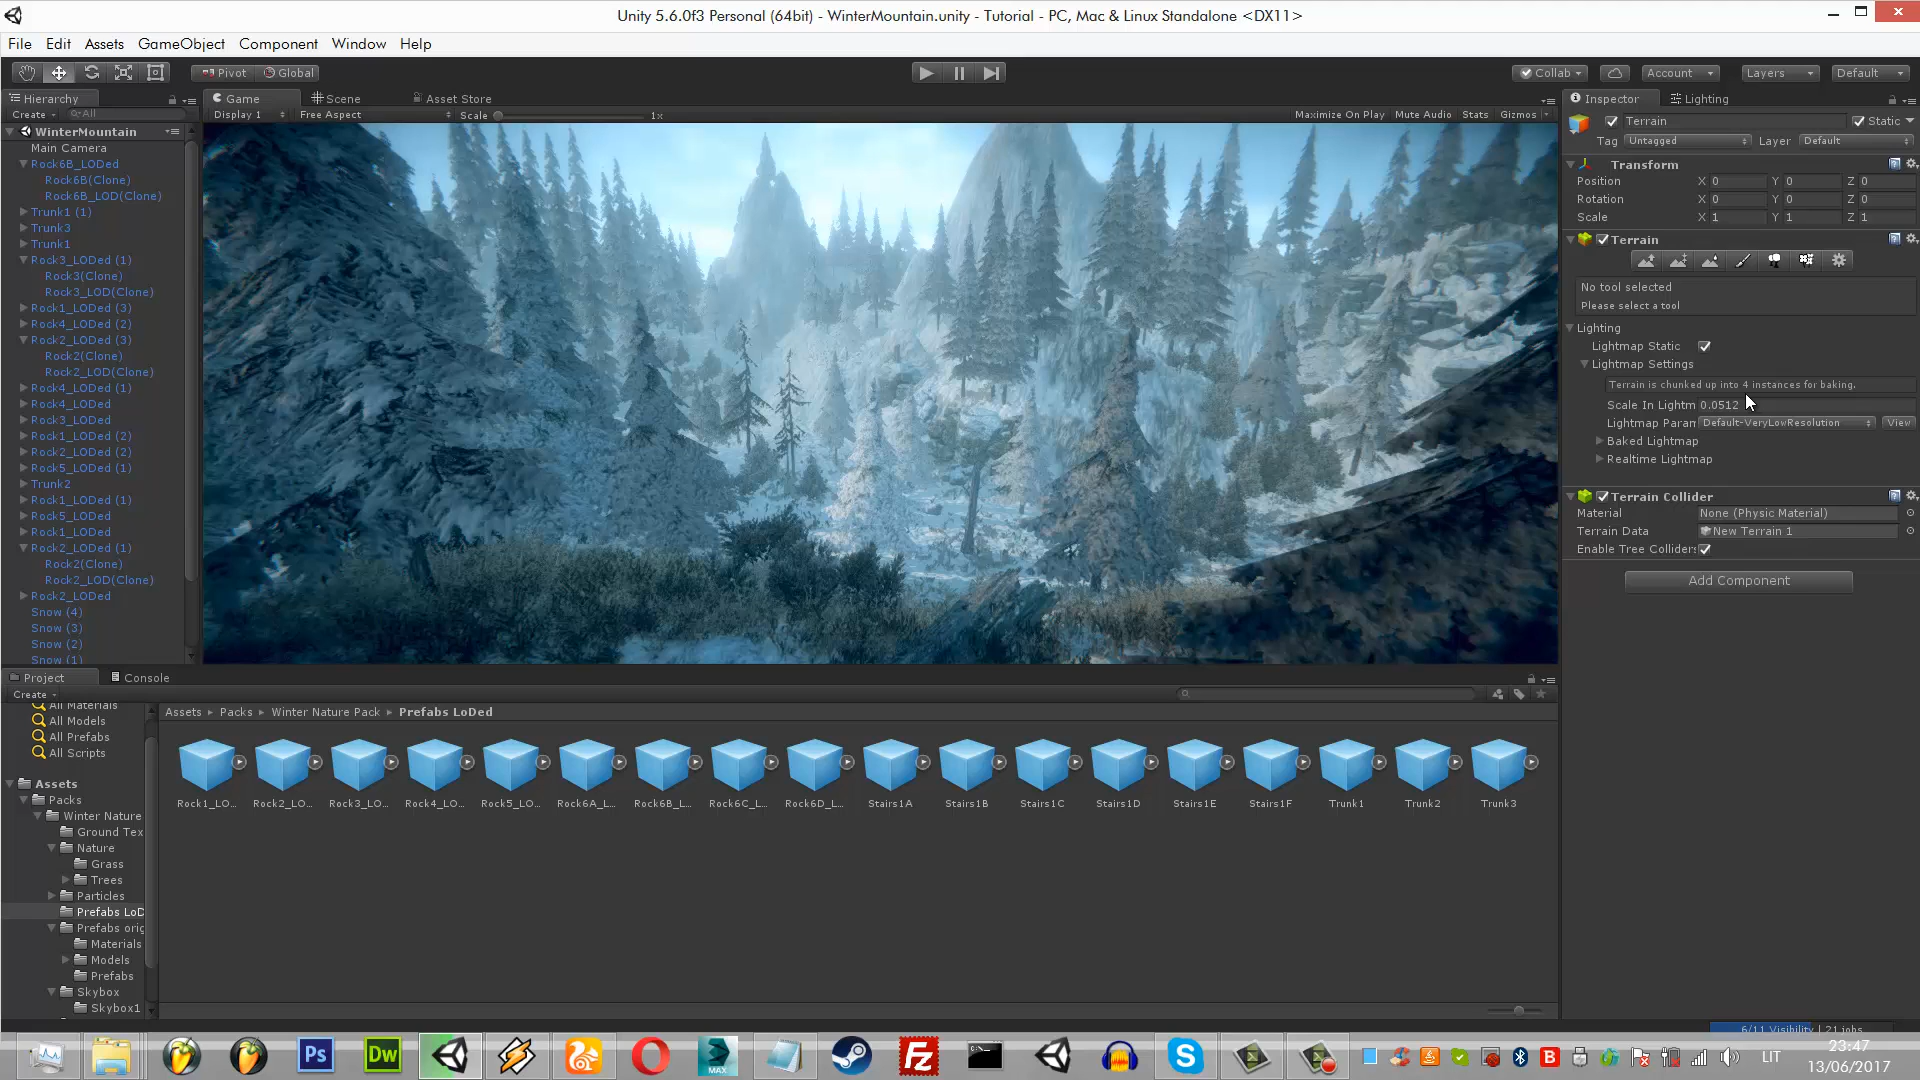 Unity 5.6.0f3 Personal (64bit) - WinterMountain.unity - Tutorial - PC, Mac & Linux Standalone <DX11>
File Edit Assets GameObject Component Window Help
Pivot Global Collab Account Layers Default
Hierarchy
Create All
WinterMountain
Main Camera
Rock6B_LODed
Rock6B(Clone)
Rock6B_LOD(Clone)
Trunk1 (1)
Trunk3
Trunk1
Rock3_LODed (1)
Rock3(Clone)
Rock3_LOD(Clone)
Rock1_LODed (3)
Rock4_LODed (2)
Rock2_LODed (3)
Rock2(Clone)
Rock2_LOD(Clone)
Rock4_LODed (1)
Rock4_LODed
Rock3_LODed
Rock1_LODed (2)
Rock2_LODed (2)
Rock5_LODed (1)
Trunk2
Rock1_LODed (1)
Rock5_LODed
Rock1_LODed
Rock2_LODed (1)
Rock2(Clone)
Rock2_LOD(Clone)
Rock2_LODed
Snow (4)
Snow (3)
Snow (2)
Snow (1)
Game Scene Asset Store
Display 1 Free Aspect Scale 1x Maximize On Play Mute Audio Stats Gizmos
Inspector Lighting
Terrain Static
Tag Untagged Layer Default
Transform
Position X 0 Y 0 Z 0
Rotation X 0 Y 0 Z 0
Scale X 1 Y 1 Z 1
Terrain
No tool selected
Please select a tool
Lighting
Lightmap Static
Lightmap Settings
Terrain is chunked up into 4 instances for baking.
Scale In Lightm 0.0512
Lightmap Paran Default-VeryLowResolution View
Baked Lightmap
Realtime Lightmap
Terrain Collider
Material None (Physic Material)
Terrain Data New Terrain 1
Enable Tree Colliders
Add Component
Project Console
Create
All Materials
All Models
All Prefabs
All Scripts
Assets
Packs
Winter Nature
Ground Tex
Nature
Grass
Trees
Particles
Prefabs LoD
Prefabs orig
Materials
Models
Prefabs
Skybox
Skybox1
Assets Packs Winter Nature Pack Prefabs LoDed
Rock1_LO... Rock2_LO... Rock3_LO... Rock4_LO... Rock5_LO... Rock6A_L... Rock6B_L... Rock6C_L... Rock6D_L... Stairs1A Stairs1B Stairs1C Stairs1D Stairs1E Stairs1F Trunk1 Trunk2 Trunk3
6/11 Visibility | 21 jobs
Ps Dw MAX Fz S B LIT
23:47
13/06/2017